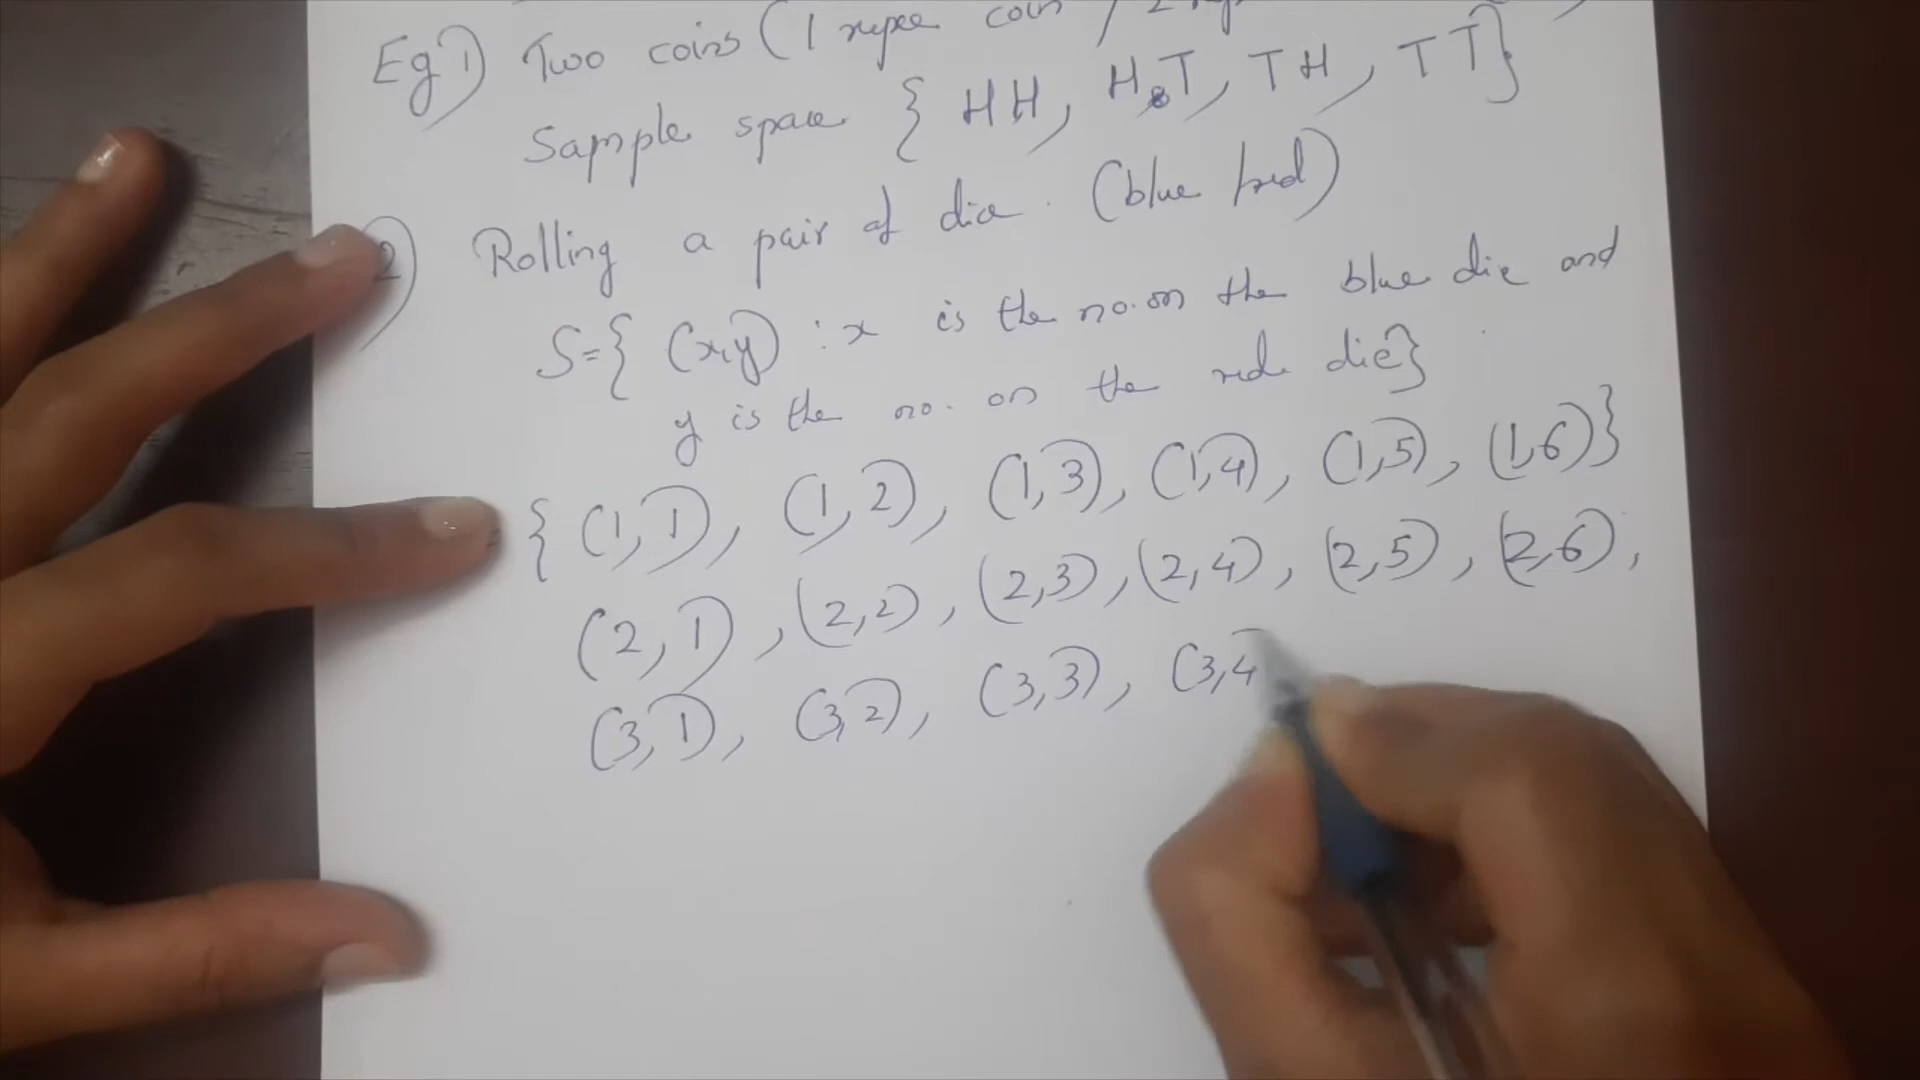 Eg 1) Two coins (1 rupee coin / 2
Sample space { HH, HT, TH, TT}
2) Rolling a pair of dice. (blue/red)
S={ (x,y) : x is the no. on the blue die and
y is the no. on the red die}
= { (1,1), (1,2), (1,3), (1,4), (1,5), (1,6)}
(2,1), (2,2), (2,3), (2,4), (2,5), (2,6),
(3,1), (3,2), (3,3), (3,4